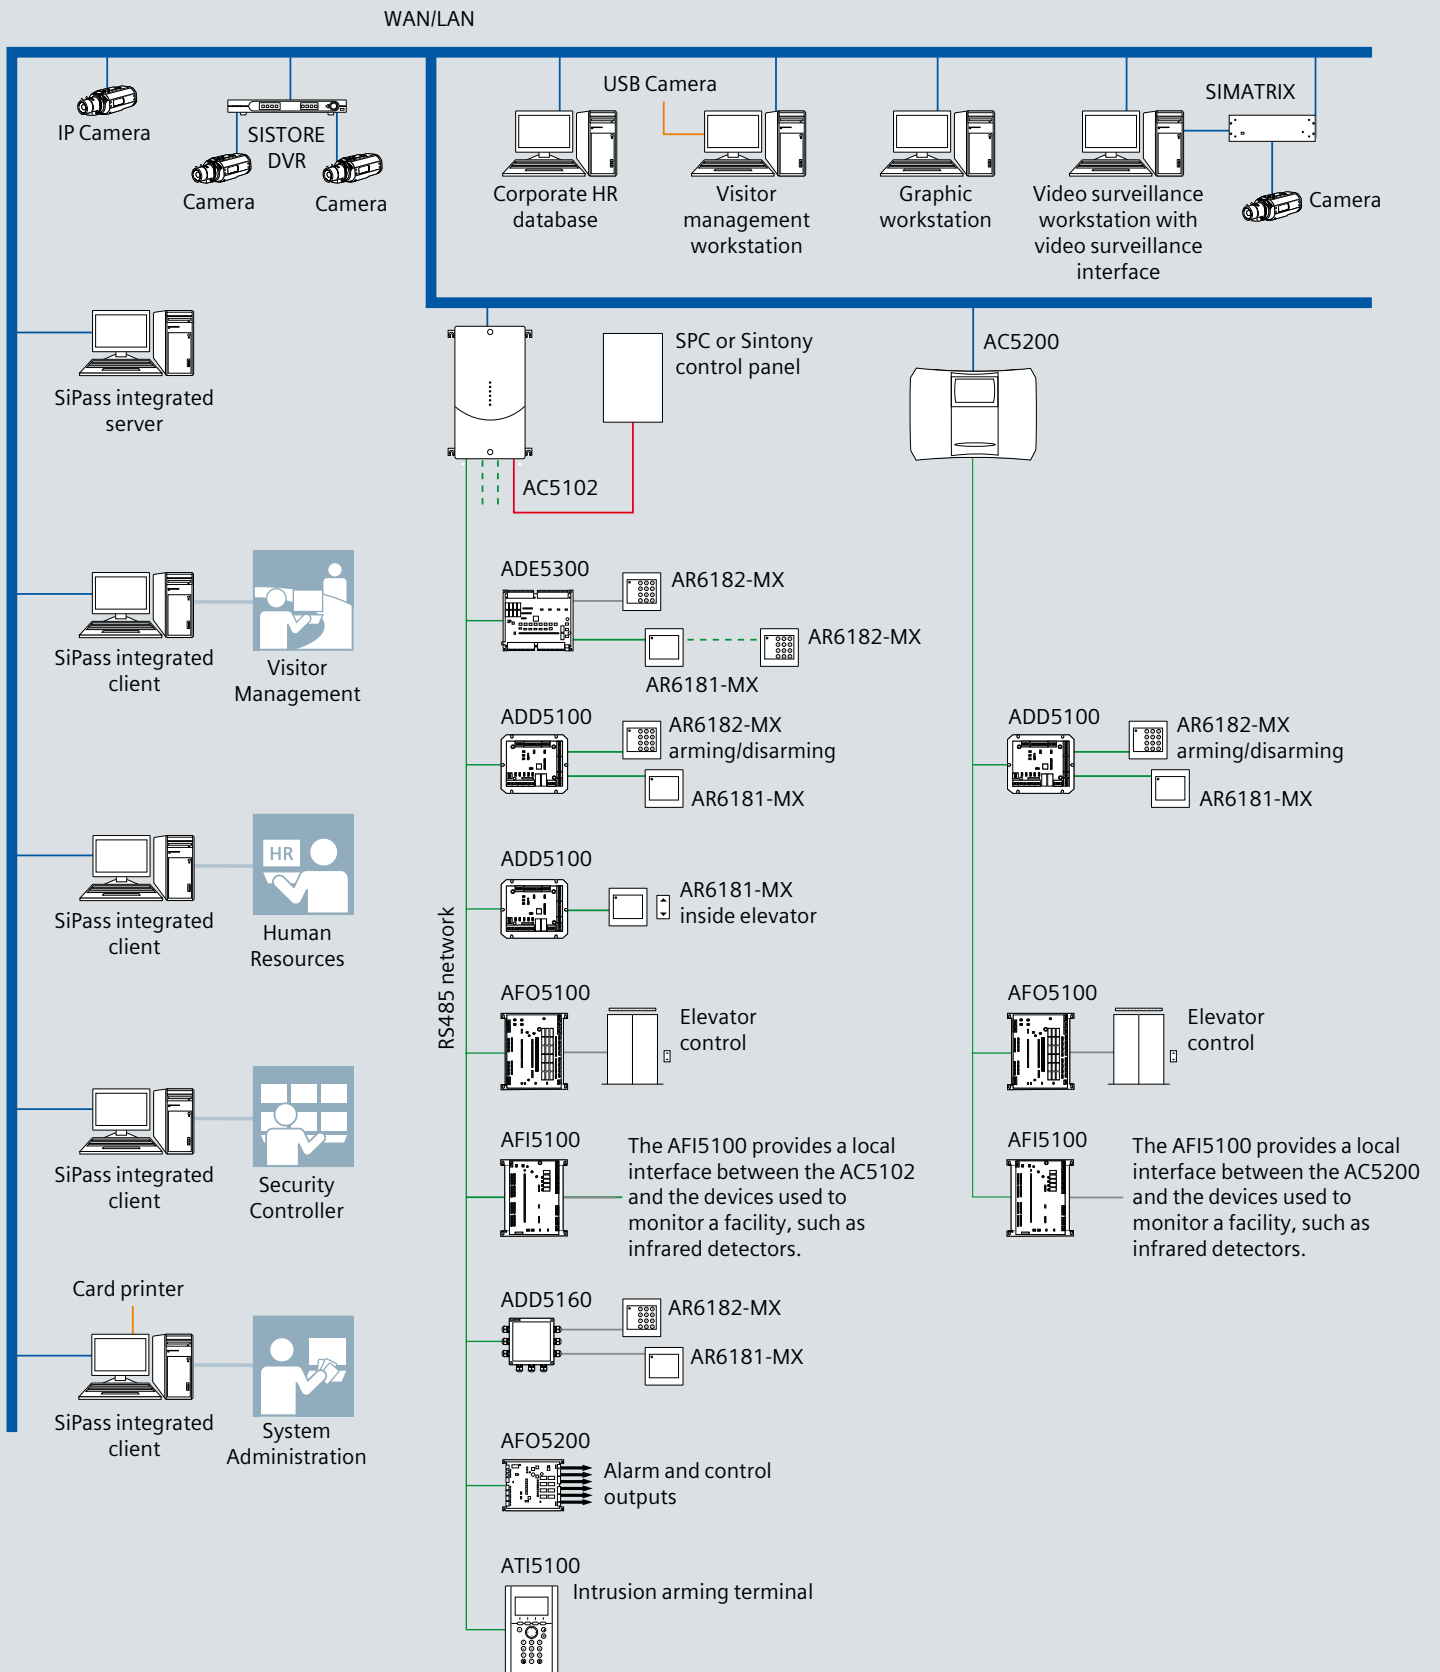 WAN/LAN
IP Camera
SISTORE
DVR
Camera
Camera
USB Camera
SIMATRIX
Corporate HR
database
Visitor
management
workstation
Graphic
workstation
Video surveillance
workstation with
video surveillance
interface
Camera
SiPass integrated
server
SPC or Sintony
control panel
AC5102
AC5200
SiPass integrated
client
Visitor
Management
HR
SiPass integrated
client
Human
Resources
SiPass integrated
client
Security
Controller
Card printer
SiPass integrated
client
System
Administration
RS485 network
ADE5300
AR6182-MX
AR6182-MX
AR6181-MX
ADD5100
AR6182-MX
arming/disarming
AR6181-MX
ADD5100
AR6181-MX
inside elevator
AFO5100
Elevator
control
AFI5100
The AFI5100 provides a local
interface between the AC5102
and the devices used to
monitor a facility, such as
infrared detectors.
ADD5160
AR6182-MX
AR6181-MX
AFO5200
Alarm and control
outputs
ATI5100
Intrusion arming terminal
ADD5100
AR6182-MX
arming/disarming
AR6181-MX
AFO5100
Elevator
control
AFI5100
The AFI5100 provides a local
interface between the AC5200
and the devices used to
monitor a facility, such as
infrared detectors.